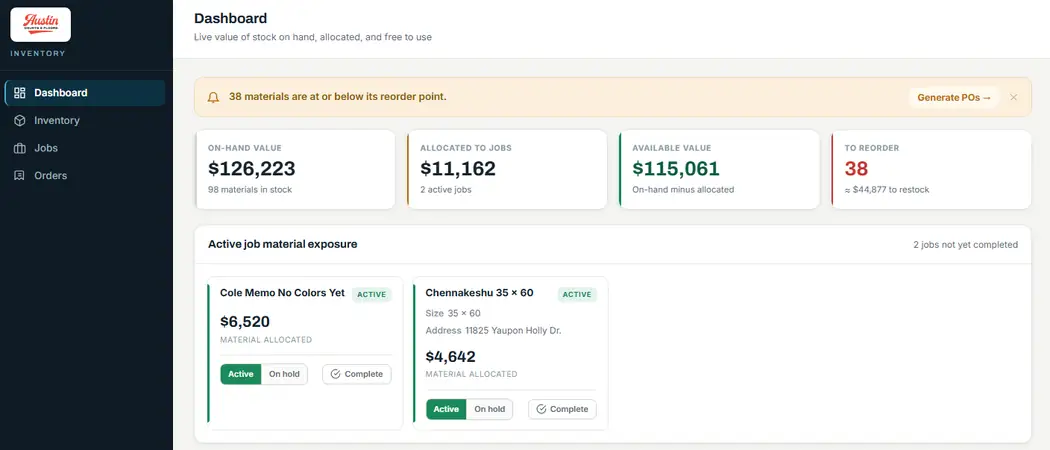 Austin
COURTS & FLOORS
INVENTORY
Dashboard
Inventory
Jobs
Orders
Dashboard
Live value of stock on hand, allocated, and free to use
38 materials are at or below its reorder point.
Generate POs →
ON-HAND VALUE
$126,223
98 materials in stock
ALLOCATED TO JOBS
$11,162
2 active jobs
AVAILABLE VALUE
$115,061
On-hand minus allocated
TO REORDER
38
≈ $44,877 to restock
Active job material exposure
2 jobs not yet completed
Cole Memo No Colors Yet
ACTIVE
$6,520
MATERIAL ALLOCATED
Active
On hold
Complete
Chennakeshu 35 × 60
ACTIVE
Size 35 × 60
Address 11825 Yaupon Holly Dr.
$4,642
MATERIAL ALLOCATED
Active
On hold
Complete